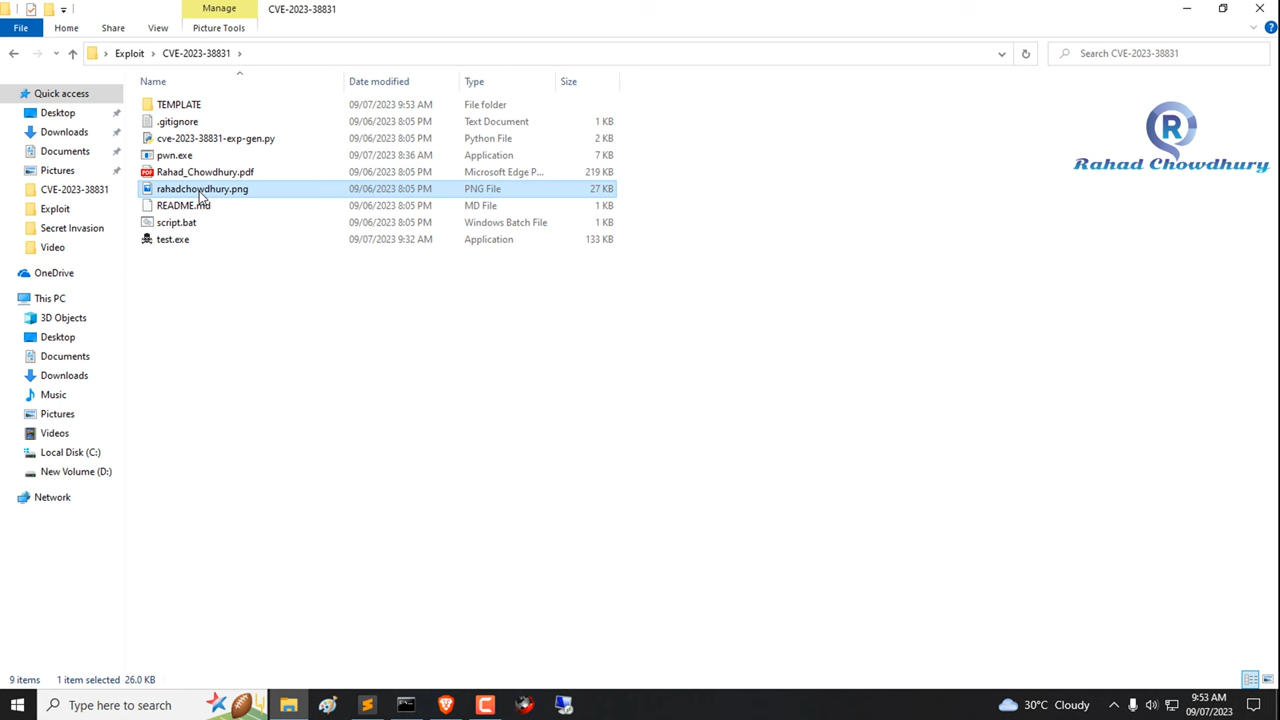 Manage
CVE-2023-38831
File
Home
Share
View
Picture Tools
Exploit
CVE-2023-38831
Search CVE-2023-38831
Name
Date modified
Type
Size
Quick access
Desktop
Downloads
Documents
Pictures
CVE-2023-38831
Exploit
Secret Invasion
Video
OneDrive
This PC
3D Objects
Desktop
Documents
Downloads
Music
Pictures
Videos
Local Disk (C:)
New Volume (D:)
Network
TEMPLATE 09/07/2023 9:53 AM File folder
.gitignore 09/06/2023 8:05 PM Text Document 1 KB
cve-2023-38831-exp-gen.py 09/06/2023 8:05 PM Python File 2 KB
pwn.exe 09/07/2023 8:36 AM Application 7 KB
PDF Rahad_Chowdhury.pdf 09/06/2023 8:05 PM Microsoft Edge P... 219 KB
rahadchowdhury.png 09/06/2023 8:05 PM PNG File 27 KB
README.md 09/06/2023 8:05 PM MD File 1 KB
script.bat 09/06/2023 8:05 PM Windows Batch File 1 KB
test.exe 09/07/2023 9:32 AM Application 133 KB
R
Rahad Chowdhury
9 items 1 item selected 26.0 KB
Type here to search
30°C Cloudy
9:53 AM
09/07/2023